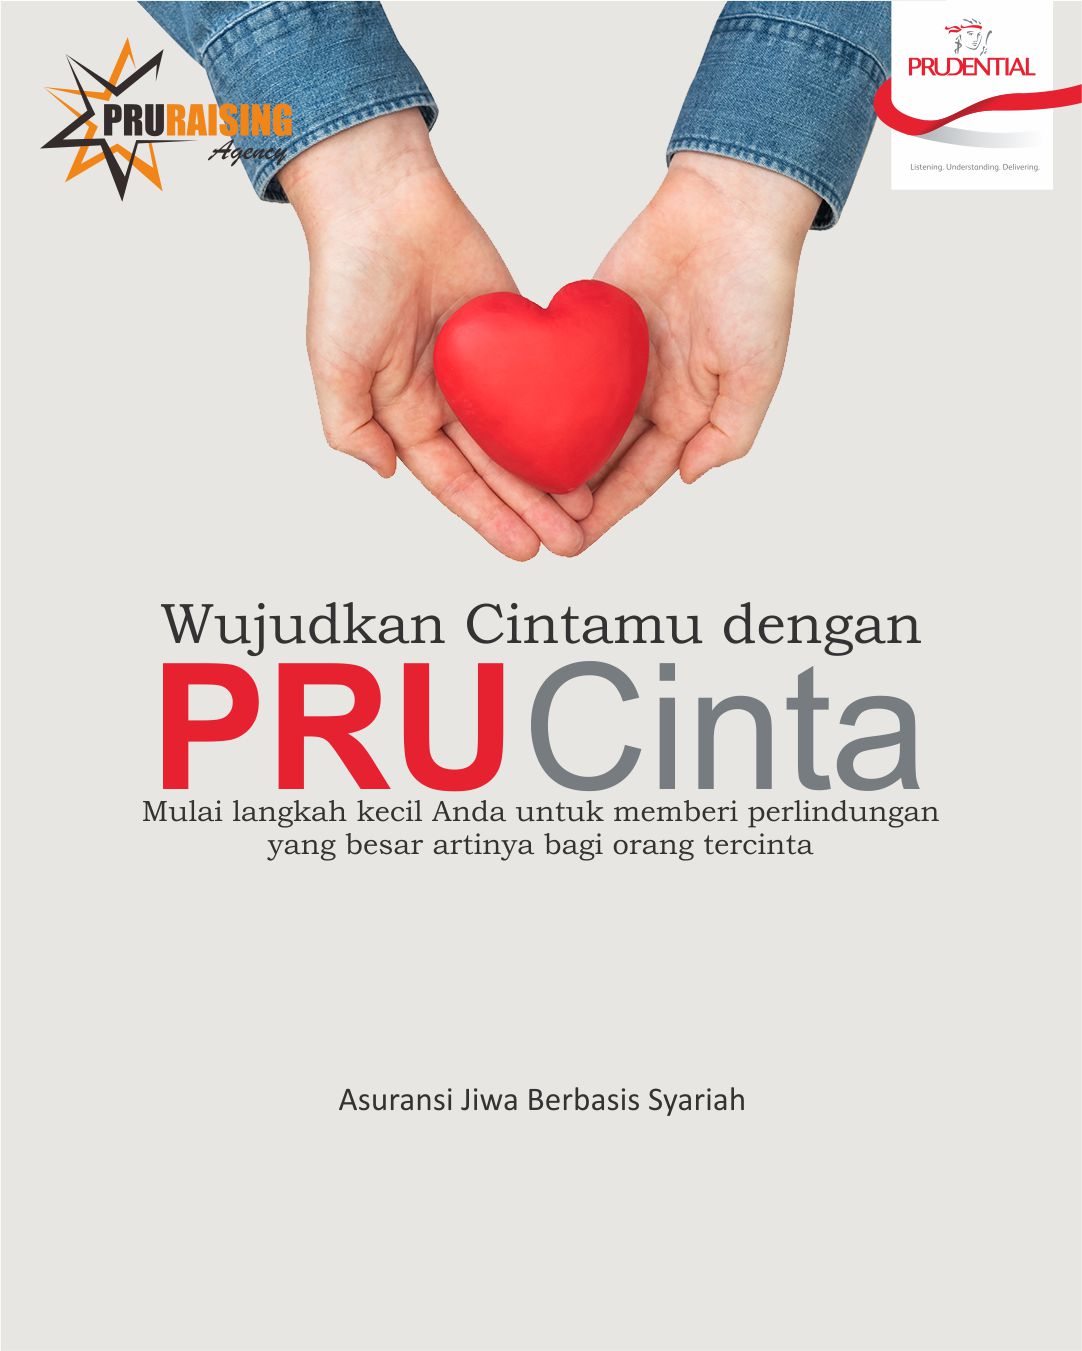 PRURAISING
Agency
PRUDENTIAL
Listening. Understanding. Delivering.
Wujudkan Cintamu dengan
PRUCinta
Mulai langkah kecil Anda untuk memberi perlindungan
yang besar artinya bagi orang tercinta
Asuransi Jiwa Berbasis Syariah